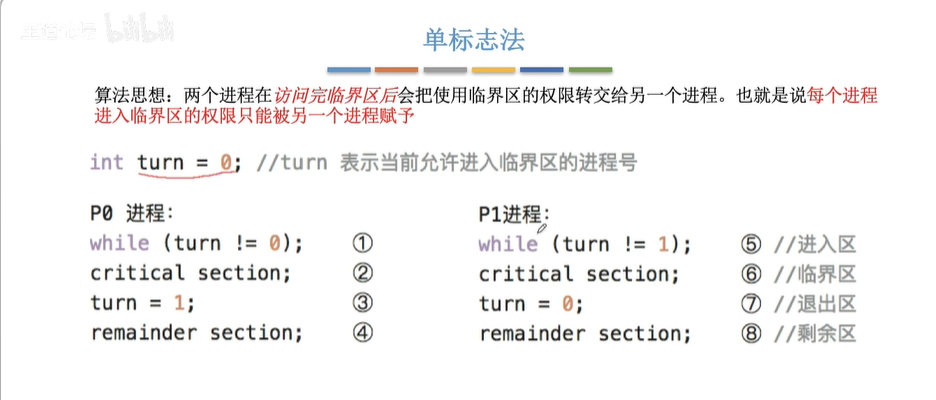 bilibili
单标志法
算法思想：两个进程在访问完临界区后会把使用临界区的权限转交给另一个进程。也就是说每个进程
进入临界区的权限只能被另一个进程赋予
int turn = 0; //turn 表示当前允许进入临界区的进程号
P0 进程：
while (turn != 0); ①
critical section; ②
turn = 1; ③
remainder section; ④
P1进程：
while (turn != 1); ⑤ //进入区
critical section; ⑥ //临界区
turn = 0; ⑦ //退出区
remainder section; ⑧ //剩余区